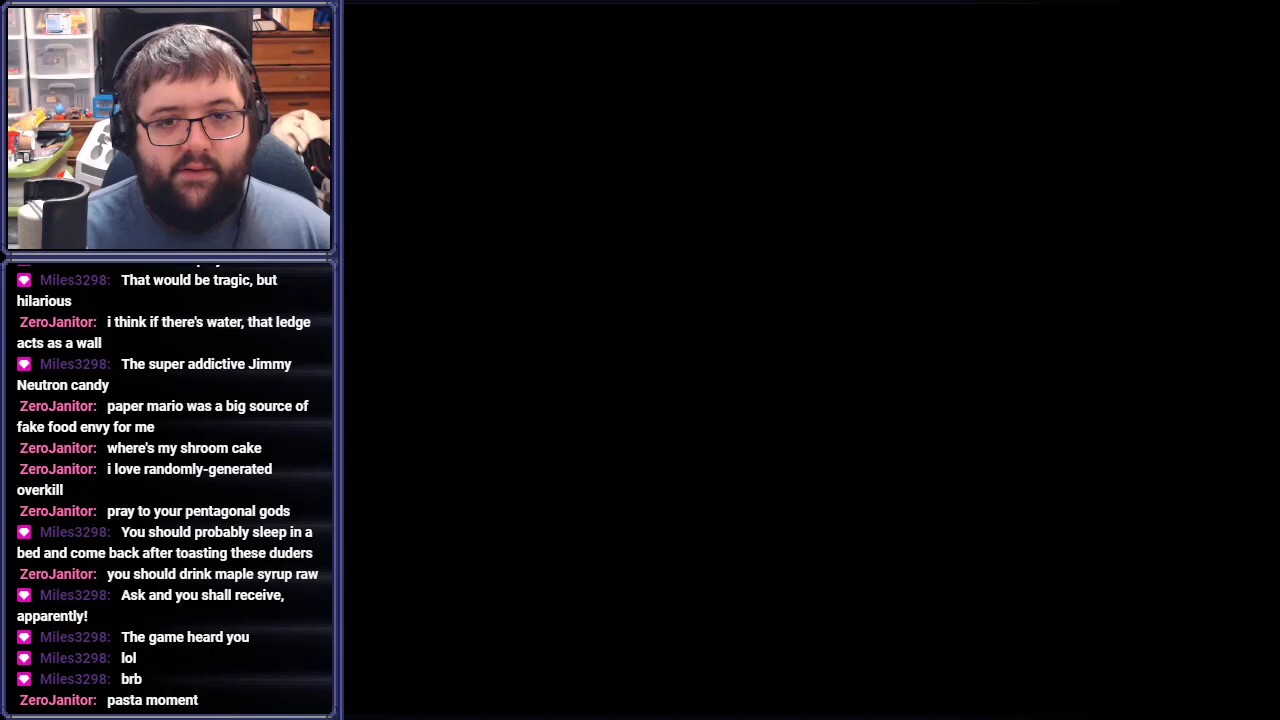 Miles3298: That would be tragic, but
hilarious
ZeroJanitor: i think if there's water, that ledge
acts as a wall
Miles3298: The super addictive Jimmy
Neutron candy
ZeroJanitor: paper mario was a big source of
fake food envy for me
ZeroJanitor: where's my shroom cake
ZeroJanitor: i love randomly-generated
overkill
ZeroJanitor: pray to your pentagonal gods
Miles3298: You should probably sleep in a
bed and come back after toasting these duders
ZeroJanitor: you should drink maple syrup raw
Miles3298: Ask and you shall receive,
apparently!
Miles3298: The game heard you
Miles3298: lol
Miles3298: brb
ZeroJanitor: pasta moment